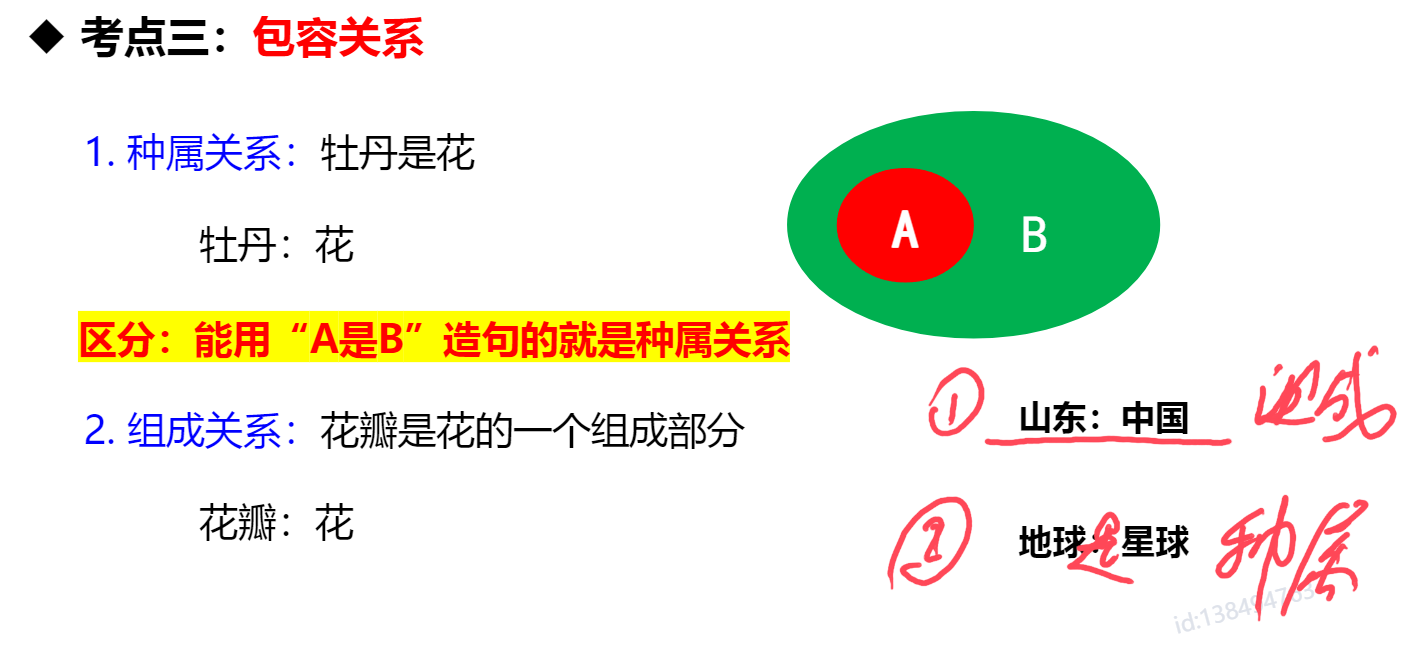 ◆ 考点三：包容关系
1. 种属关系：牡丹是花
牡丹：花
A
B
区分：能用“A是B”造句的就是种属关系
2. 组成关系：花瓣是花的一个组成部分
花瓣：花
① 山东：中国 组成
② 地球是星球 种属